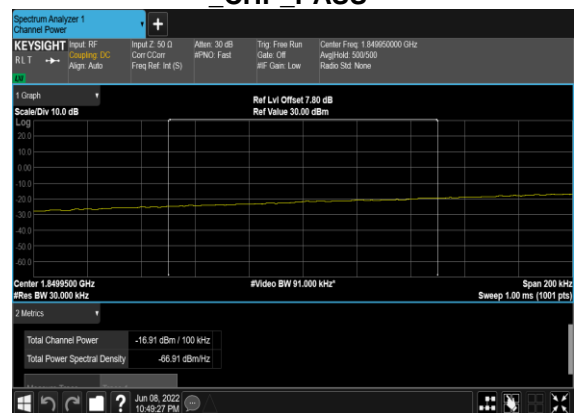 _CHP_PASS
Spectrum Analyzer 1
Channel Power
+
KEYSIGHT
RLT
LXI
Input: RF
Coupling: DC
Align: Auto
Input Z: 50 Ω
Corr CCorr
Freq Ref: Int (S)
Atten: 30 dB
#PNO: Fast
Trig: Free Run
Gate: Off
#IF Gain: Low
Center Freq: 1.849950000 GHz
Avg|Hold: 500/500
Radio Std: None
1 Graph
Scale/Div 10.0 dB
Ref Lvl Offset 7.80 dB
Ref Value 30.00 dBm
Log
20.0
10.0
0.00
-10.0
-20.0
-30.0
-40.0
-50.0
-60.0
Center 1.8499500 GHz
#Res BW 30.000 kHz
#Video BW 91.000 kHz*
Span 200 kHz
Sweep 1.00 ms (1001 pts)
2 Metrics
Total Channel Power -16.91 dBm / 100 kHz
Total Power Spectral Density -66.91 dBm/Hz
?
Jun 08, 2022
10:49:27 PM